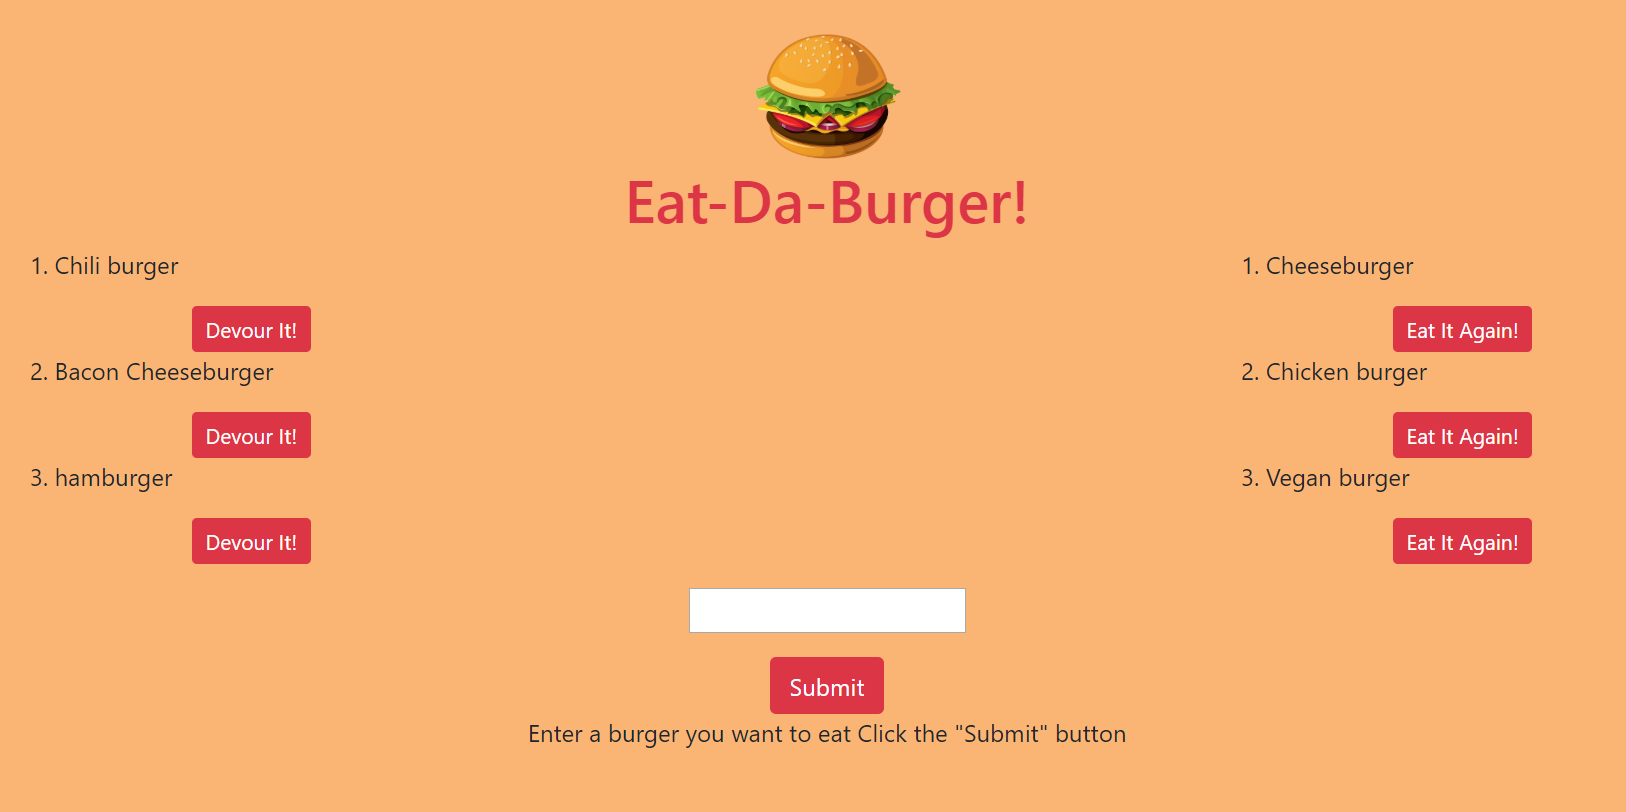 Eat-Da-Burger!
1. Chili burger
Devour It!
2. Bacon Cheeseburger
Devour It!
3. hamburger
Devour It!
1. Cheeseburger
Eat It Again!
2. Chicken burger
Eat It Again!
3. Vegan burger
Eat It Again!
Submit
Enter a burger you want to eat Click the "Submit" button